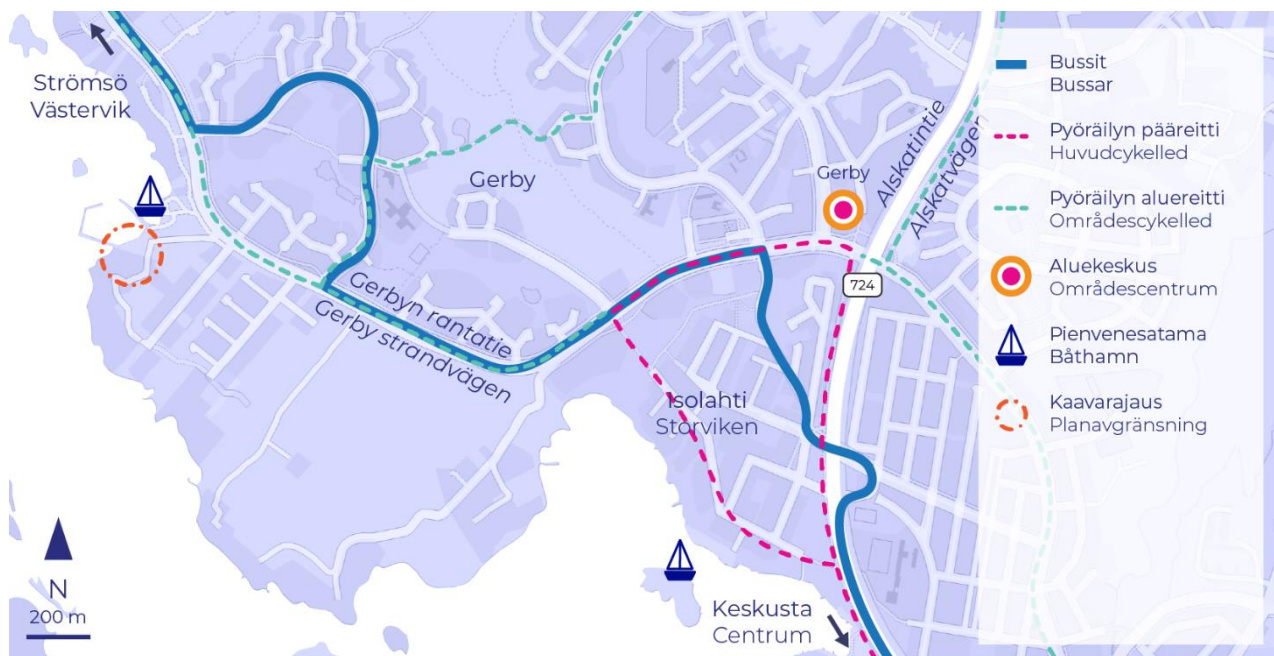 Strömsö
Västervik
Gerby
Gerby
Alskatintie
Alskatvägen
724
Gerbyn rantatie
Gerby strandvägen
Isolahti
Storviken
Keskusta
Centrum
N
200 m
Bussit
Bussar
Pyöräilyn pääreitti
Huvudcykelled
Pyöräilyn aluereitti
Områdescykelled
Aluekeskus
Områdescentrum
Pienvenesatama
Båthamn
Kaavarajaus
Planavgränsning